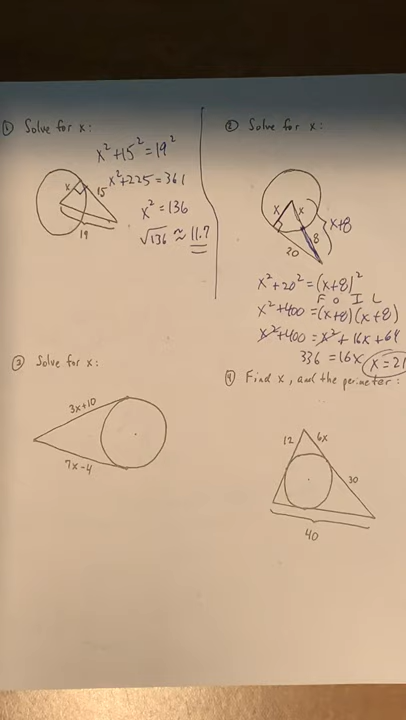 ① Solve for x:
x² + 15² = 19²
x² + 225 = 361
x² = 136
√136 ≈ 11.7
x
15
19
② Solve for x:
x
x
8
20
x+8
x² + 20² = (x+8)²
F O I L
x² + 400 = (x+8)(x+8)
x² + 400 = x² + 16x + 64
336 = 16x
x = 21
③ Solve for x:
3x+10
7x-4
④ Find x, and the perimeter:
12
6x
30
40